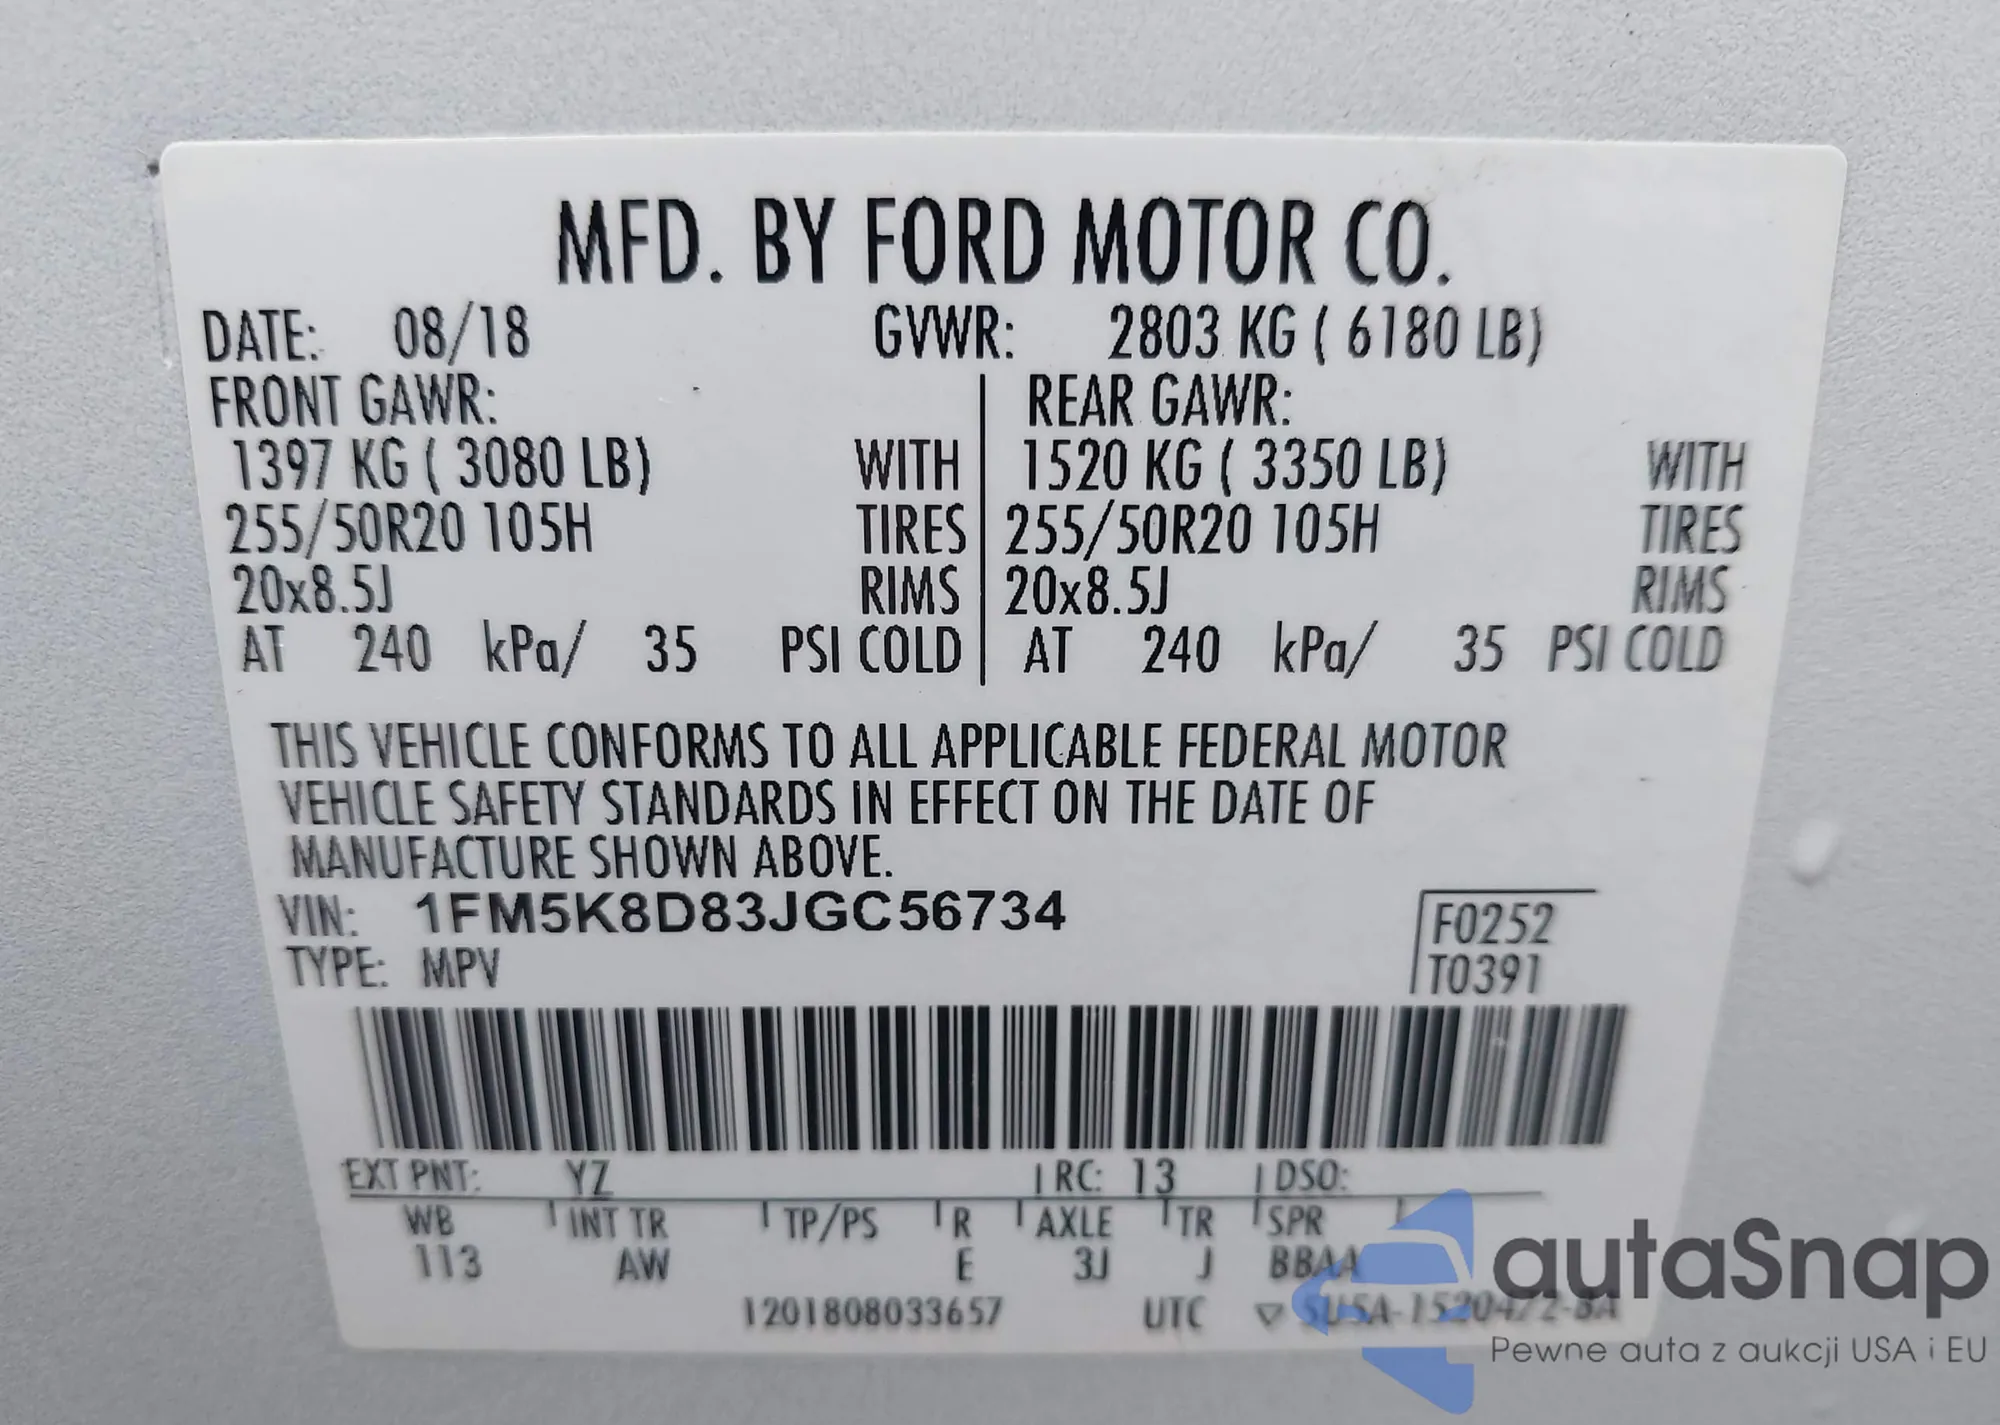 MFD. BY FORD MOTOR CO.
DATE: 08/18 GVWR: 2803 KG ( 6180 LB)
FRONT GAWR: REAR GAWR:
1397 KG ( 3080 LB) WITH 1520 KG ( 3350 LB) WITH
255/50R20 105H TIRES 255/50R20 105H TIRES
20x8.5J RIMS 20x8.5J RIMS
AT 240 kPa/ 35 PSI COLD AT 240 kPa/ 35 PSI COLD
THIS VEHICLE CONFORMS TO ALL APPLICABLE FEDERAL MOTOR
VEHICLE SAFETY STANDARDS IN EFFECT ON THE DATE OF
MANUFACTURE SHOWN ABOVE.
VIN: 1FM5K8D83JGC56734 F0252
TYPE: MPV T0391
EXT PNT: YZ RC: 13 DSO:
WB INT TR TP/PS R AXLE TR SPR
113 AW E 3J J BBAA
1201808033657 UTC
autaSnap
Pewne auta z aukcji USA i EU